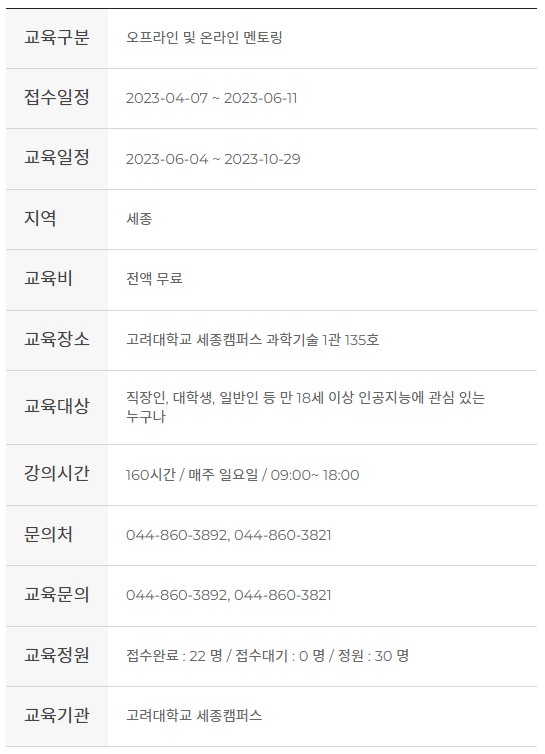 교육구분 오프라인 및 온라인 멘토링
접수일정 2023-04-07 ~ 2023-06-11
교육일정 2023-06-04 ~ 2023-10-29
지역 세종
교육비 전액 무료
교육장소 고려대학교 세종캠퍼스 과학기술 1관 135호
교육대상 직장인, 대학생, 일반인 등 만 18세 이상 인공지능에 관심 있는
누구나
강의시간 160시간 / 매주 일요일 / 09:00~ 18:00
문의처 044-860-3892, 044-860-3821
교육문의 044-860-3892, 044-860-3821
교육정원 접수완료 : 22 명 / 접수대기 : 0 명 / 정원 : 30 명
교육기관 고려대학교 세종캠퍼스